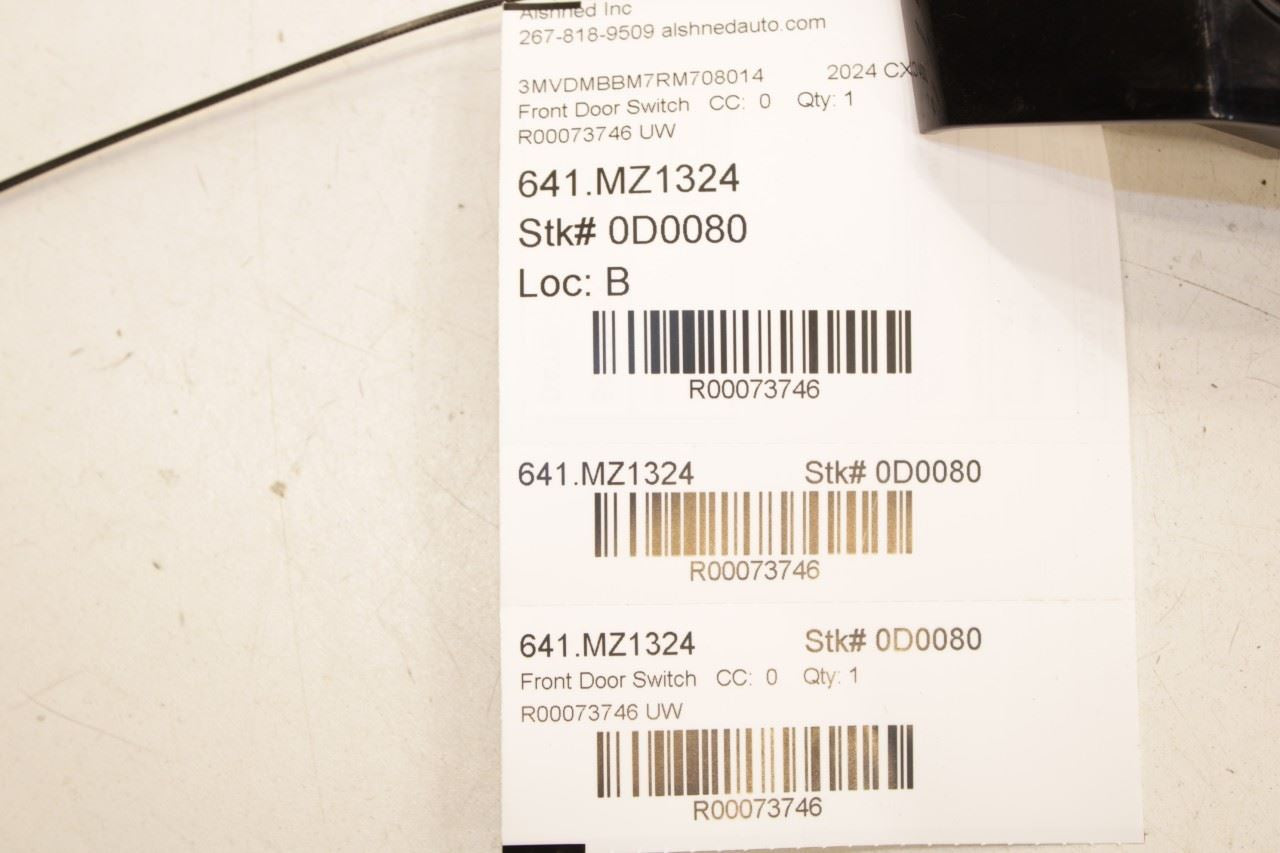 Alshned Inc
267-818-9509 alshnedauto.com
3MVDMBBM7RM708014 2024
Front Door Switch CC: 0 Qty: 1
R00073746 UW
641.MZ1324
Stk# 0D0080
Loc: B
R00073746
641.MZ1324 Stk# 0D0080
R00073746
641.MZ1324 Stk# 0D0080
Front Door Switch CC: 0 Qty: 1
R00073746 UW
R00073746